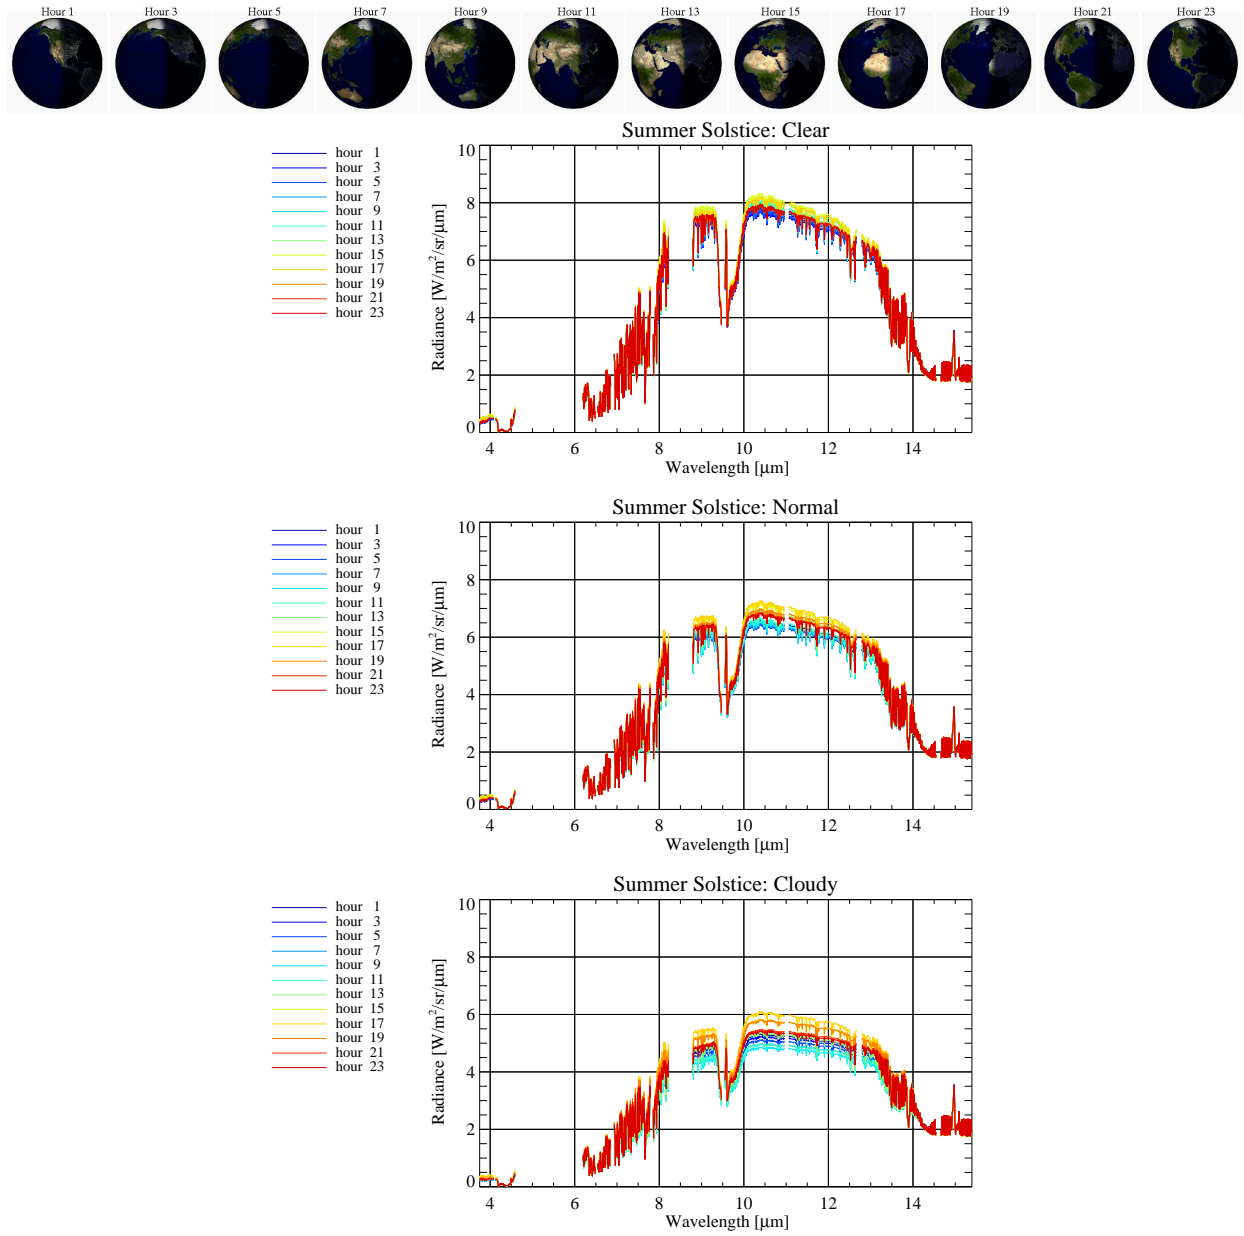 Hour 1 Hour 3 Hour 5 Hour 7 Hour 9 Hour 11 Hour 13 Hour 15 Hour 17 Hour 19 Hour 21 Hour 23
Summer Solstice: Clear
hour 1
hour 3
hour 5
hour 7
hour 9
hour 11
hour 13
hour 15
hour 17
hour 19
hour 21
hour 23
Radiance [W/m²/sr/μm]
10
8
6
4
2
0
4 6 8 10 12 14
Wavelength [μm]
Summer Solstice: Normal
hour 1
hour 3
hour 5
hour 7
hour 9
hour 11
hour 13
hour 15
hour 17
hour 19
hour 21
hour 23
Radiance [W/m²/sr/μm]
10
8
6
4
2
0
4 6 8 10 12 14
Wavelength [μm]
Summer Solstice: Cloudy
hour 1
hour 3
hour 5
hour 7
hour 9
hour 11
hour 13
hour 15
hour 17
hour 19
hour 21
hour 23
Radiance [W/m²/sr/μm]
10
8
6
4
2
0
4 6 8 10 12 14
Wavelength [μm]